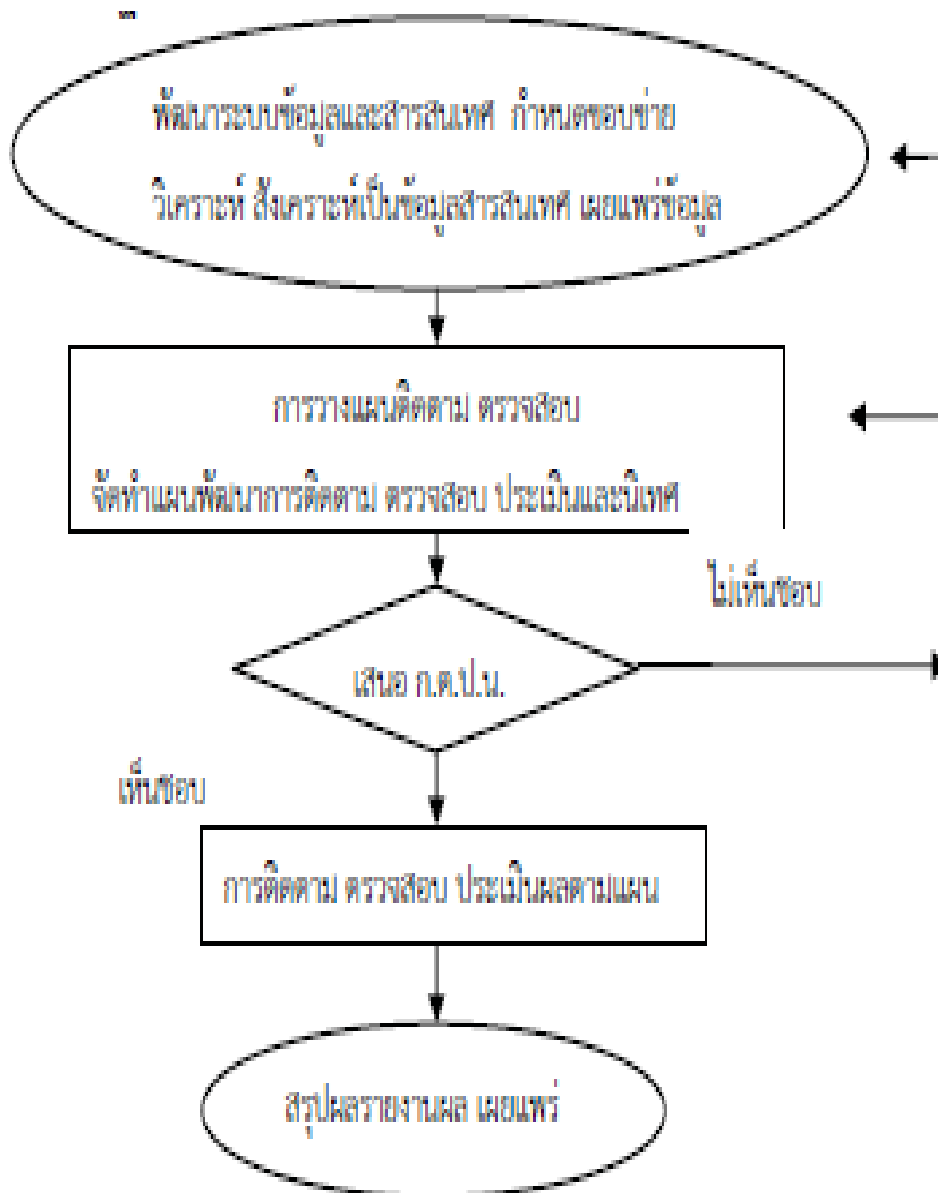 พัฒนาระบบข้อมูลและสารสนเทศ กำหนดขอบข่าย
วิเคราะห์ สังเคราะห์เป็นข้อมูลสารสนเทศ เผยแพร่ข้อมูล
การวางแผนติดตาม ตรวจสอบ
จัดทำแผนพัฒนาการติดตาม ตรวจสอบ ประเมินและนิเทศ
ไม่เห็นชอบ
เสนอ ก.ต.ป.น.
เห็นชอบ
การติดตาม ตรวจสอบ ประเมินผลตามแผน
สรุปผลรายงานผล เผยแพร่